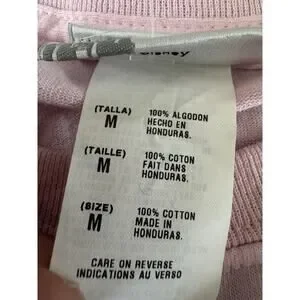 Disney
(TALLA) 100% ALGODON
M HECHO EN
HONDURAS.
(TAILLE) 100% COTON
M FAIT DANS
HONDURAS.
(SIZE) 100% COTTON
M MADE IN
HONDURAS.
CARE ON REVERSE
INDICATIONS AU VERSO